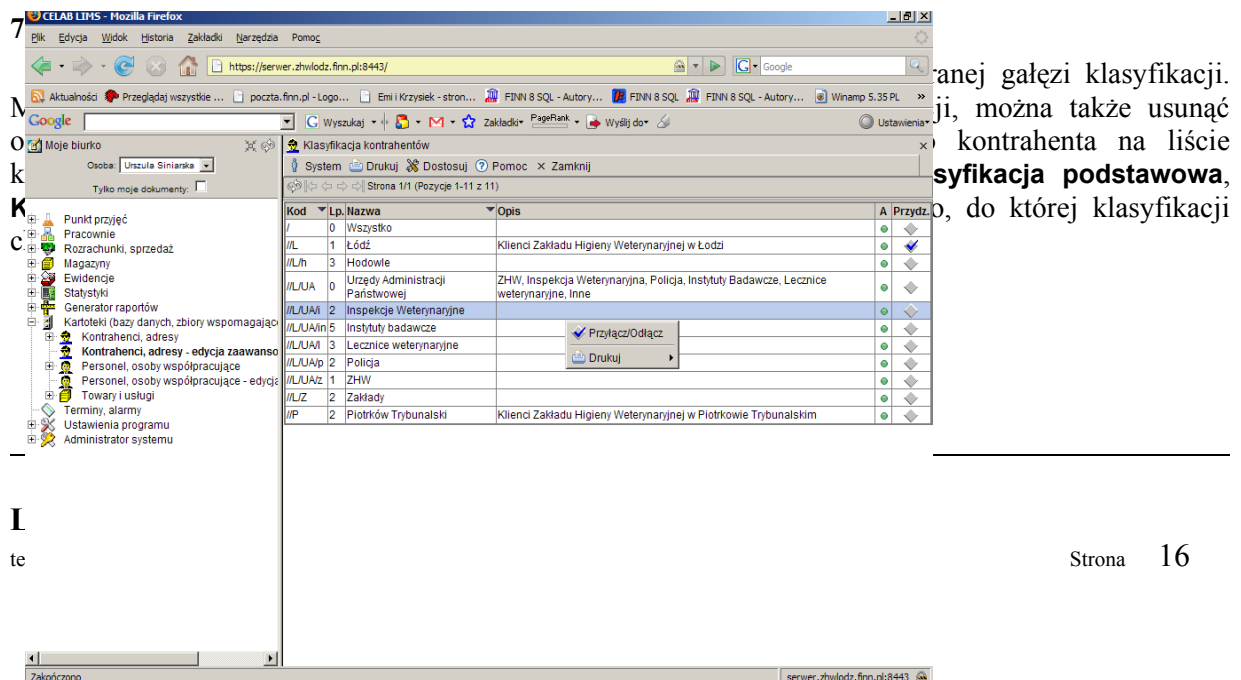 7
CELAB LIMS - Mozilla Firefox
Plik Edycja Widok Historia Zakładki Narzędzia Pomoc
https://serwer.zhwlodz.finn.pl:8443/ Google
Aktualności Przeglądaj wszystkie ... poczta.finn.pl - Logo... Emi i Krzysiek - stron... FINN 8 SQL - Autory... FINN 8 SQL - Autory... FINN 8 SQL - Autory... Winamp 5.35 PL »
ranej gałęzi klasyfikacji.
M ji, można także usunąć
Google Wyszukaj Zakładki PageRank Wyślij do Ustawienia
o kontrahenta na liście
Moje biurko
Klasyfikacja kontrahentów
Osoba: Urszula Siniarska
System Drukuj Dostosuj Pomoc Zamknij
k syfikacja podstawowa,
Tylko moje dokumenty:
Strona 1/1 (Pozycje 1-11 z 11)
K o, do której klasyfikacji
c
Punkt przyjęć
Pracownie
Rozrachunki, sprzedaż
Magazyny
Ewidencje
Statystyki
Generator raportów
Kartoteki (bazy danych, zbiory wspomagając
Kontrahenci, adresy
Kontrahenci, adresy - edycja zaawanso
Personel, osoby współpracujące
Personel, osoby współpracujące - edycja
Towary i usługi
Terminy, alarmy
Ustawienia programu
Administrator systemu
Kod Lp. Nazwa Opis A Przydz.
/ 0 Wszystko
//L 1 Łódź Klienci Zakładu Higieny Weterynaryjnej w Łodzi
//L/h 3 Hodowle
//L/UA 0 Urzędy Administracji Państwowej ZHW, Inspekcja Weterynaryjna, Policja, Instytuty Badawcze, Lecznice weterynaryjne, Inne
//L/UA/i 2 Inspekcje Weterynaryjne
//L/UA/in 5 Instytuty badawcze
//L/UA/l 3 Lecznice weterynaryjne
//L/UA/p 2 Policja
//L/UA/z 1 ZHW
//L/Z 2 Zakłady
//P 2 Piotrków Trybunalski Klienci Zakładu Higieny Weterynaryjnej w Piotrkowie Trybunalskim
Przyłącz/Odłącz
Drukuj
L
te Strona 16
Zakończono serwer.zhwlodz.finn.pl:8443